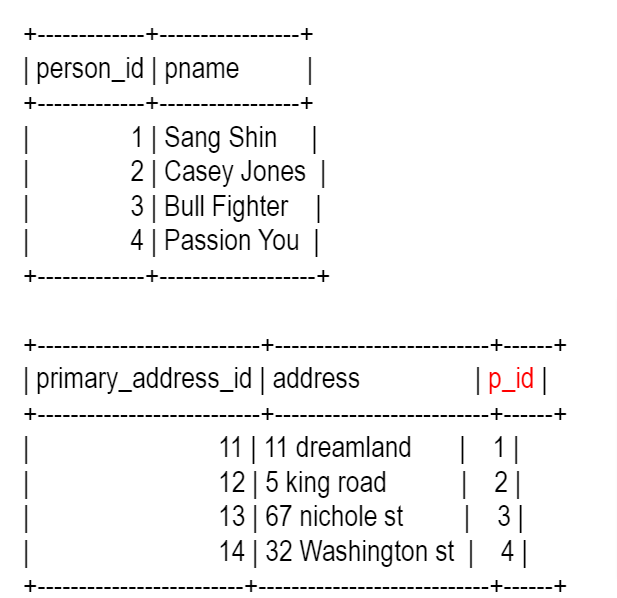 +-------------+-----------------+
| person_id | pname |
+-------------+-----------------+
| 1 | Sang Shin |
| 2 | Casey Jones |
| 3 | Bull Fighter |
| 4 | Passion You |
+-------------+-------------------+
+---------------------------+--------------------------+------+
| primary_address_id | address | p_id |
+---------------------------+--------------------------+------+
| 11 | 11 dreamland | 1 |
| 12 | 5 king road | 2 |
| 13 | 67 nichole st | 3 |
| 14 | 32 Washington st | 4 |
+-------------------------+----------------------------+------+